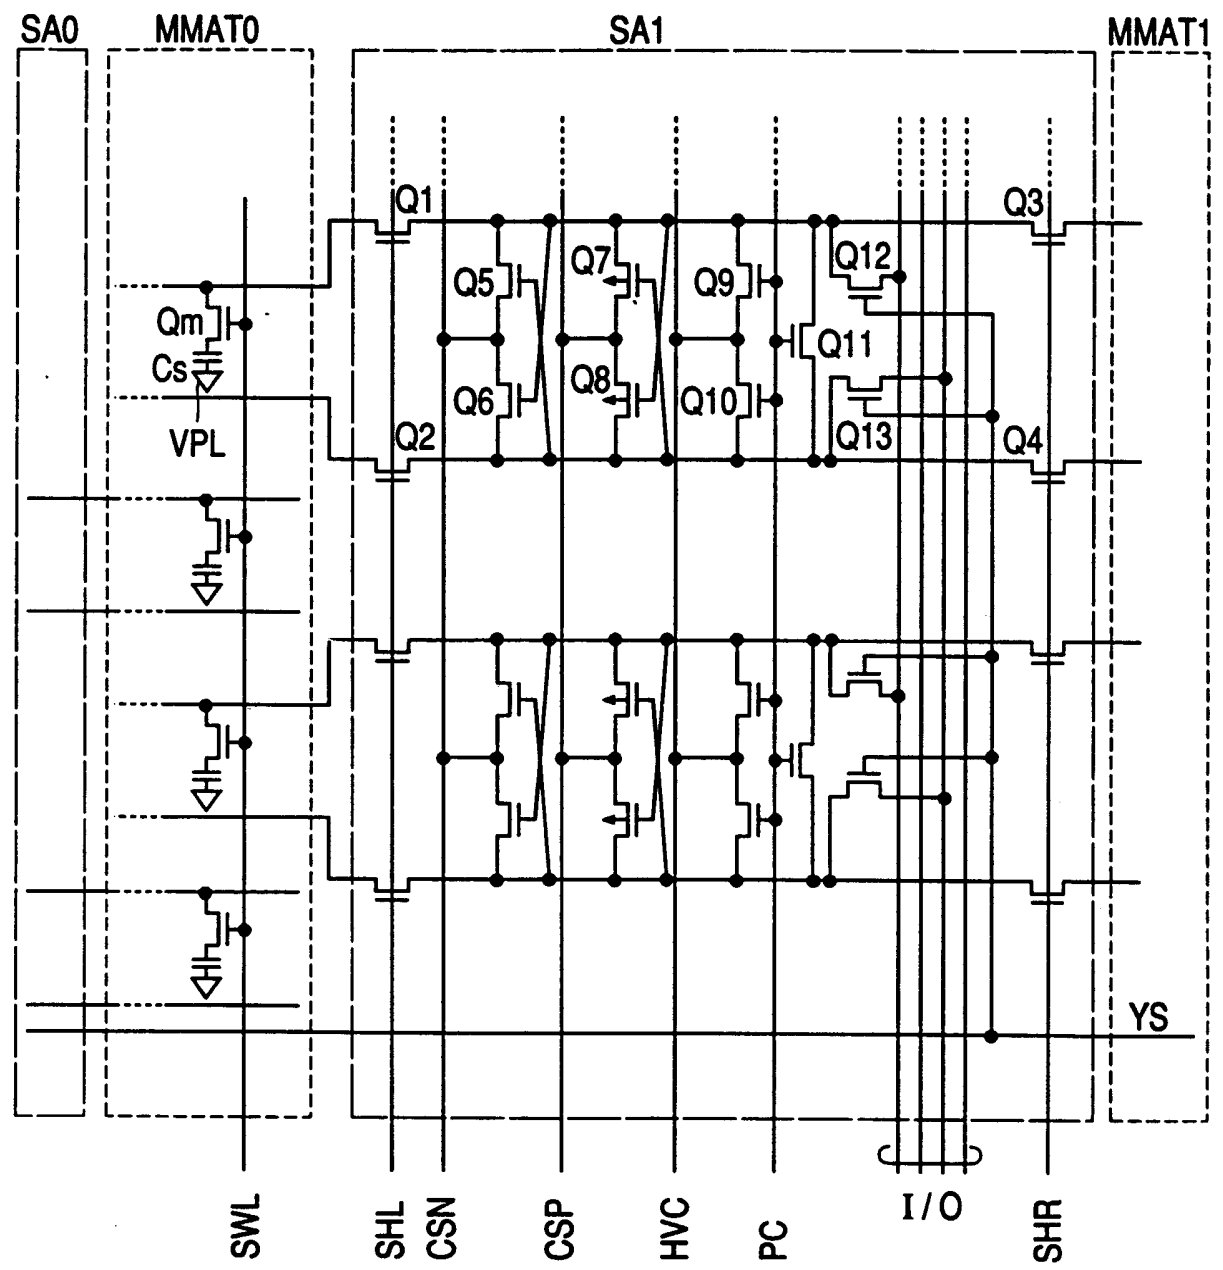 SA0 MMAT0 SA1 MMAT1
Q1 Q3
Q5 Q7 Q9 Q12
Qm Q11
Cs Q6 Q8 Q10
VPL Q2 Q13 Q4
YS
SWL SHL CSN CSP HVC PC I/O SHR